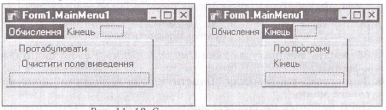 Form1.MainMenu1
Обчислення Кінець
Протабулювати
Очистити поле виведення
Form1.MainMenu1
Обчислення Кінець
Про програму
Кінець